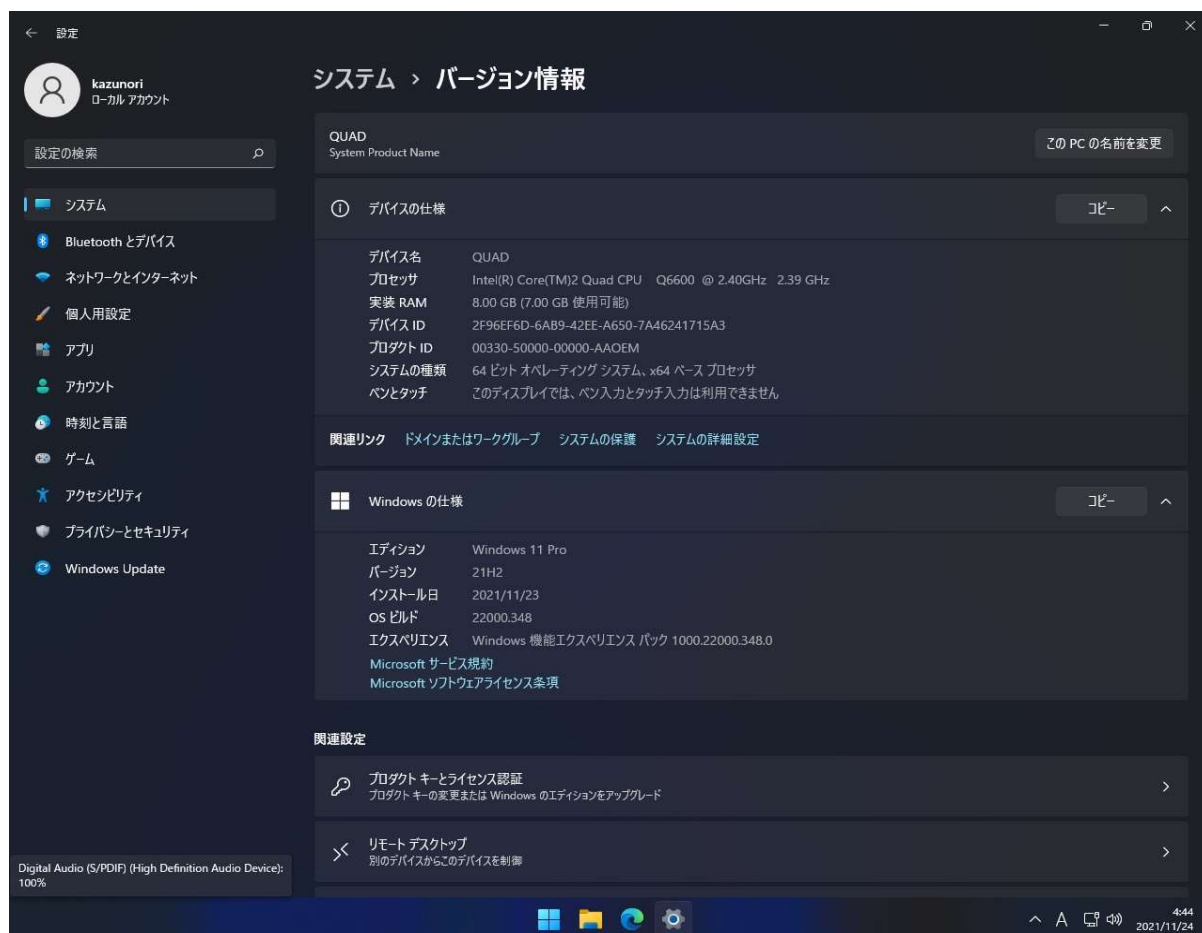 設定
kazunori
ローカル アカウント
設定の検索
システム
Bluetooth とデバイス
ネットワークとインターネット
個人用設定
アプリ
アカウント
時刻と言語
ゲーム
アクセシビリティ
プライバシーとセキュリティ
Windows Update
システム › バージョン情報
QUAD
System Product Name
この PC の名前を変更
デバイスの仕様
コピー
デバイス名 QUAD
プロセッサ Intel(R) Core(TM)2 Quad CPU Q6600 @ 2.40GHz 2.39 GHz
実装 RAM 8.00 GB (7.00 GB 使用可能)
デバイス ID 2F96EF6D-6AB9-42EE-A650-7A46241715A3
プロダクト ID 00330-50000-00000-AAOEM
システムの種類 64 ビット オペレーティング システム、x64 ベース プロセッサ
ペンとタッチ このディスプレイでは、ペン入力とタッチ入力は利用できません
関連リンク ドメインまたはワークグループ システムの保護 システムの詳細設定
Windows の仕様
コピー
エディション Windows 11 Pro
バージョン 21H2
インストール日 2021/11/23
OS ビルド 22000.348
エクスペリエンス Windows 機能エクスペリエンス パック 1000.22000.348.0
Microsoft サービス規約
Microsoft ソフトウェアライセンス条項
関連設定
プロダクト キーとライセンス認証
プロダクト キーの変更または Windows のエディションをアップグレード
リモート デスクトップ
別のデバイスからこのデバイスを制御
Digital Audio (S/PDIF) (High Definition Audio Device):
100%
A
4:44
2021/11/24